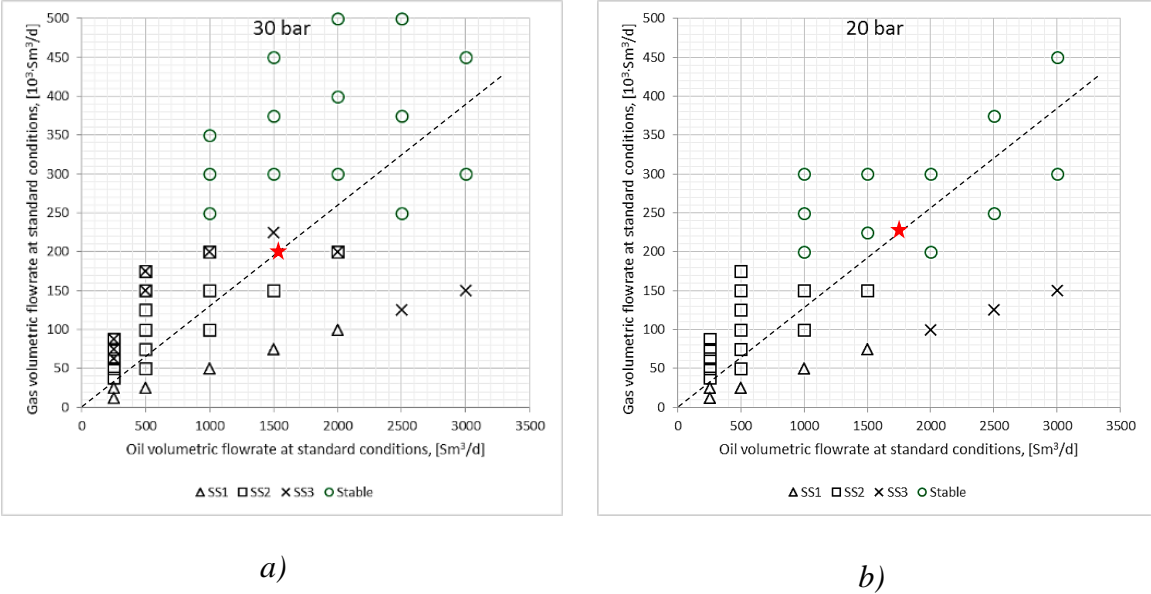 30 bar
Gas volumetric flowrate at standard conditions, [10³·Sm³/d]
500
450
400
350
300
250
200
150
100
50
0
0 500 1000 1500 2000 2500 3000 3500
Oil volumetric flowrate at standard conditions, [Sm³/d]
SS1 SS2 SS3 Stable
a)
20 bar
Gas volumetric flowrate at standard conditions, [10³·Sm³/d]
500
450
400
350
300
250
200
150
100
50
0
0 500 1000 1500 2000 2500 3000 3500
Oil volumetric flowrate at standard conditions, [Sm³/d]
SS1 SS2 SS3 Stable
b)